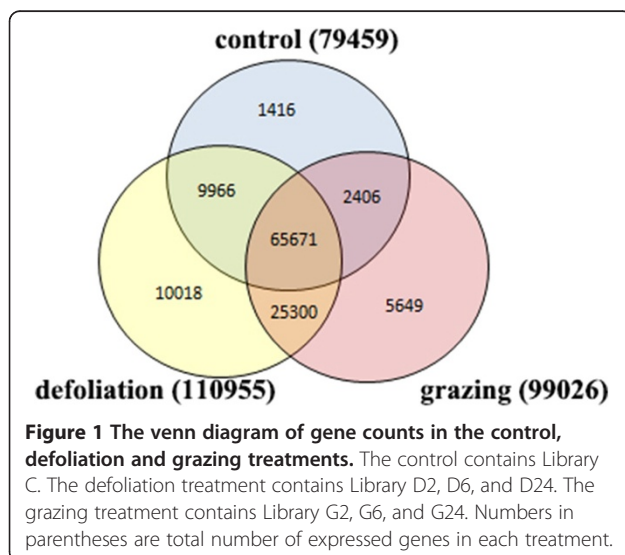 control (79459)
1416
9966
2406
65671
10018
25300
5649
defoliation (110955)
grazing (99026)
Figure 1 The venn diagram of gene counts in the control,
defoliation and grazing treatments. The control contains Library
C. The defoliation treatment contains Library D2, D6, and D24. The
grazing treatment contains Library G2, G6, and G24. Numbers in
parentheses are total number of expressed genes in each treatment.